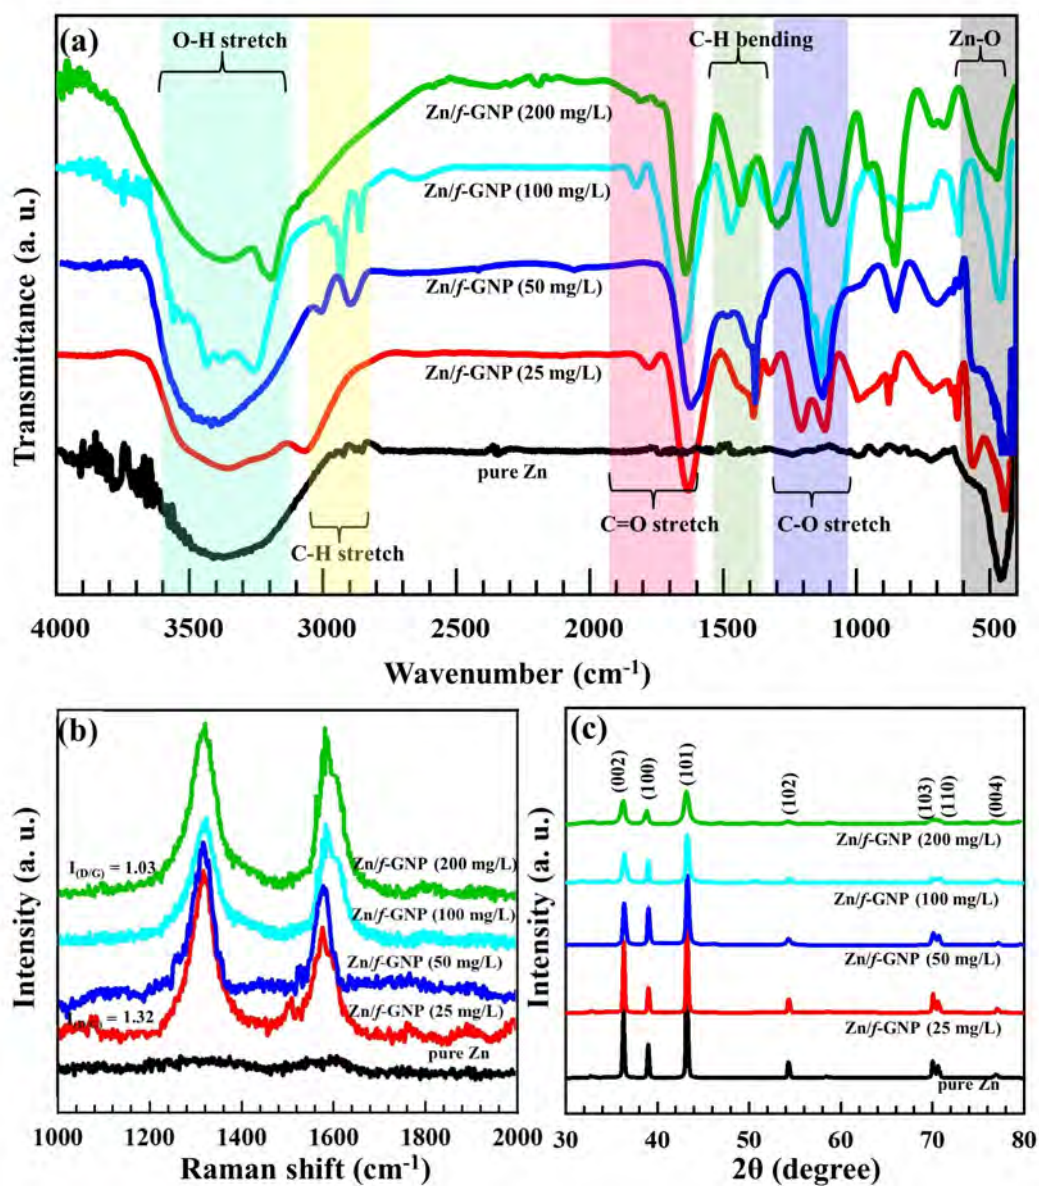 (a)
O-H stretch
C-H bending
Zn-O
Zn/f-GNP (200 mg/L)
Zn/f-GNP (100 mg/L)
Zn/f-GNP (50 mg/L)
Zn/f-GNP (25 mg/L)
pure Zn
C-H stretch
C=O stretch
C-O stretch
Transmittance (a. u.)
4000 3500 3000 2000 1500 1000 500
Wavenumber (cm-1)
(b)
I(D/G) = 1.03
Zn/f-GNP (200 mg/L)
Zn/f-GNP (100 mg/L)
Zn/f-GNP (50 mg/L)
= 1.32
Zn/f-GNP (25 mg/L)
pure Zn
Intensity (a. u.)
1000 1200 1400 1600 1800 2000
Raman shift (cm-1)
(c)
(002)
(100)
(101)
(102)
(103)
(110)
(004)
Zn/f-GNP (200 mg/L)
Zn/f-GNP (100 mg/L)
Zn/f-GNP (50 mg/L)
Zn/f-GNP (25 mg/L)
pure Zn
Intensity (a. u.)
30 40 50 60 70 80
2θ (degree)